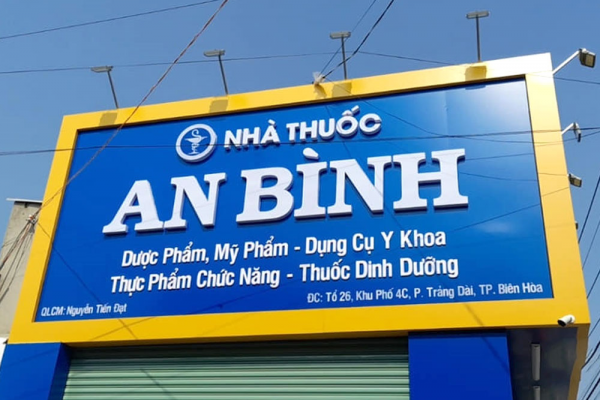 NHÀ THUỐC
AN BÌNH
Dược Phẩm, Mỹ Phẩm - Dụng Cụ Y Khoa
Thực Phẩm Chức Năng - Thuốc Dinh Dưỡng
QLCM: Nguyễn Tiến Đạt
ĐC: Tổ 26, Khu Phố 4C, P. Trảng Dài, TP. Biên Hòa